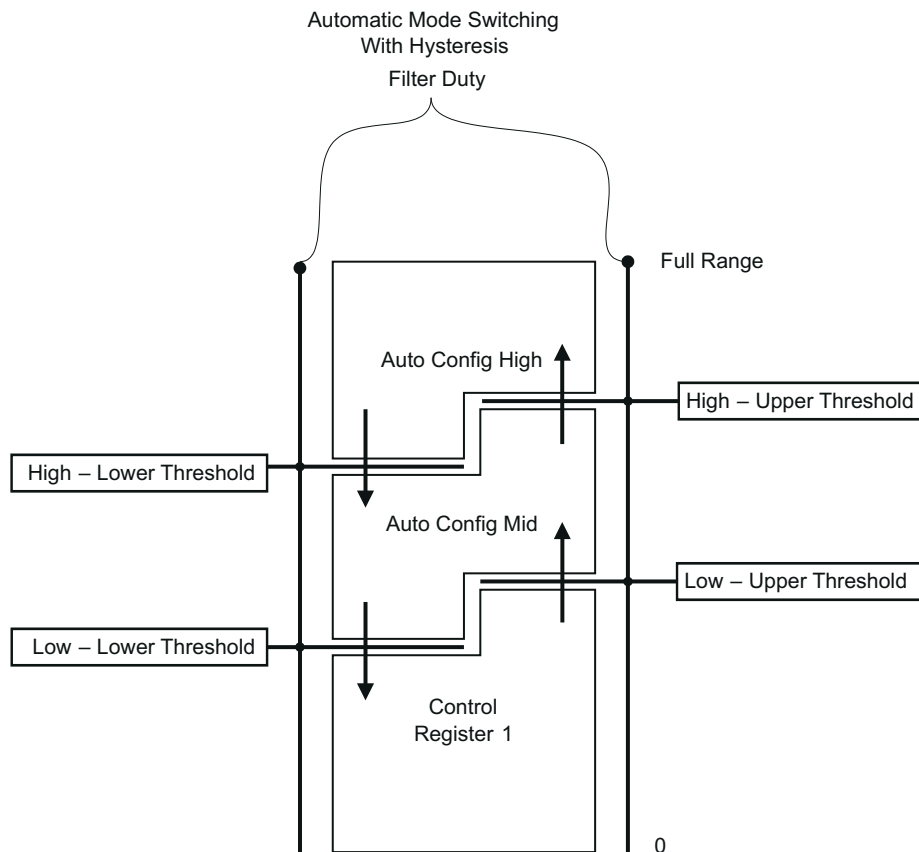 Automatic Mode Switching
With Hysteresis
Filter Duty
Full Range
Auto Config High
High – Upper Threshold
High – Lower Threshold
Auto Config Mid
Low – Upper Threshold
Low – Lower Threshold
Control
Register 1
0